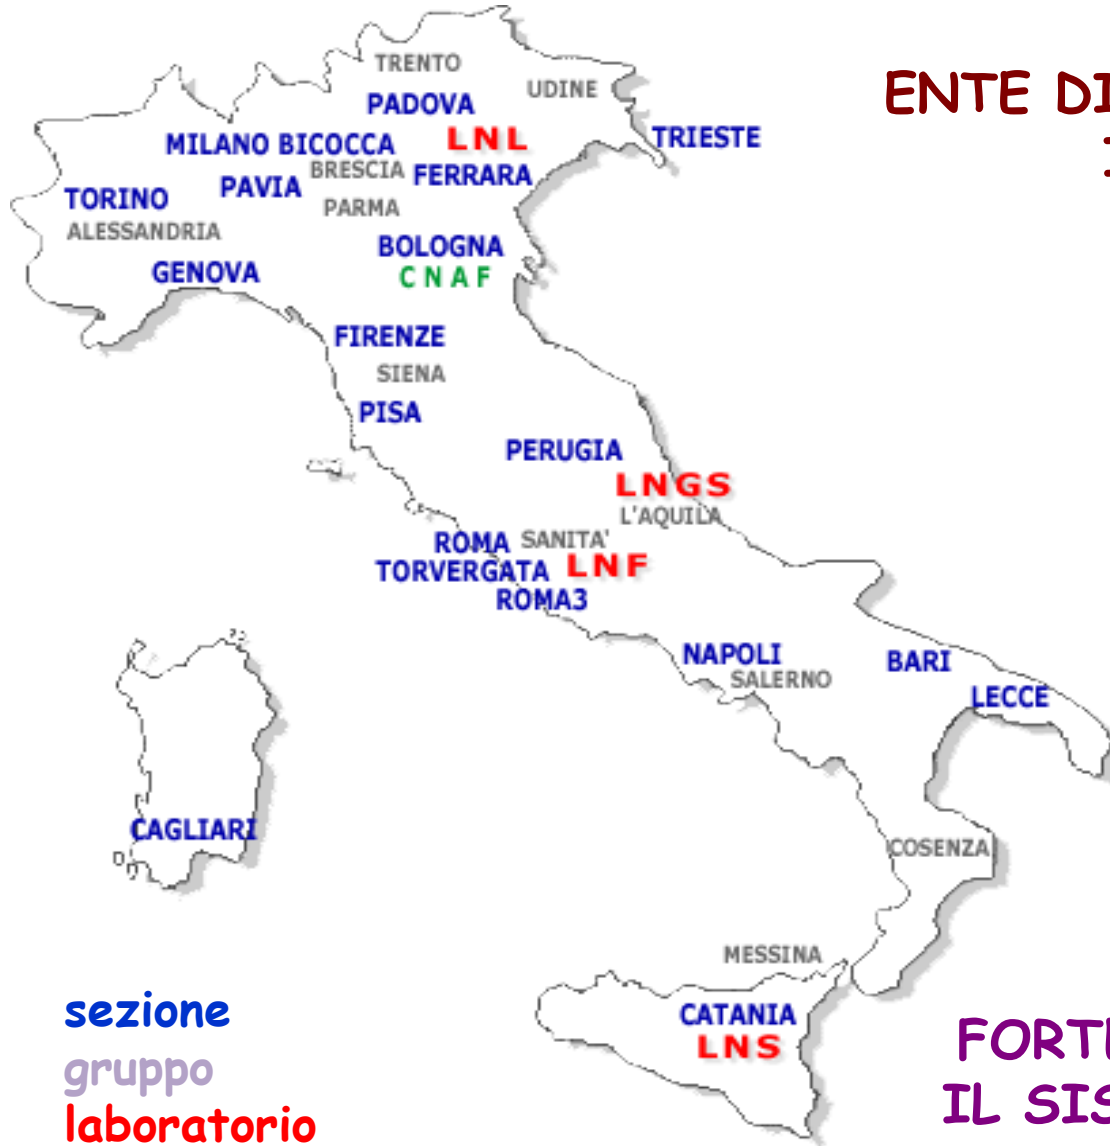 TRENTO
UDINE
ENTE DI
PADOVA
MILANO BICOCCA
LNL
TRIESTE
BRESCIA
FERRARA
PAVIA
TORINO
PARMA
ALESSANDRIA
BOLOGNA
GENOVA
CNAF
FIRENZE
SIENA
PISA
PERUGIA
LNGS
L'AQUILA
ROMA
SANITA'
TORVERGATA
LNF
ROMA3
NAPOLI
BARI
SALERNO
LECCE
CAGLIARI
COSENZA
MESSINA
CATANIA
LNS
sezione
gruppo
laboratorio
FORT
IL SIS